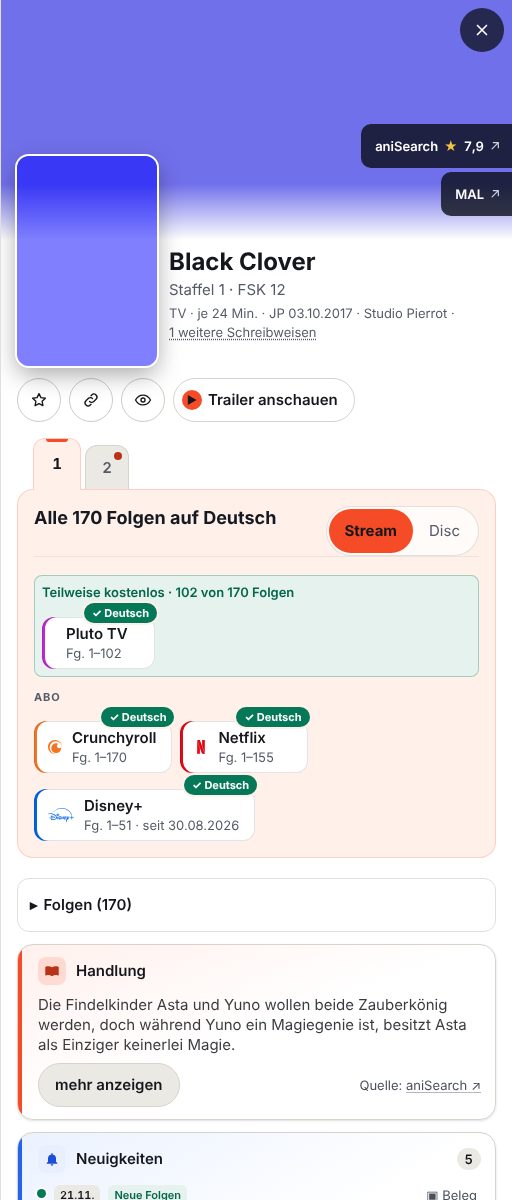 aniSearch ★ 7,9 ↗
MAL ↗
Black Clover
Staffel 1 · FSK 12
TV · je 24 Min. · JP 03.10.2017 · Studio Pierrot ·
1 weitere Schreibweisen
Trailer anschauen
1
2
Alle 170 Folgen auf Deutsch
Stream
Disc
Teilweise kostenlos · 102 von 170 Folgen
✓ Deutsch
Pluto TV
Fg. 1–102
ABO
✓ Deutsch
Crunchyroll
Fg. 1–170
✓ Deutsch
Netflix
Fg. 1–155
✓ Deutsch
Disney+
Fg. 1–51 · seit 30.08.2026
▸ Folgen (170)
Handlung
Die Findelkinder Asta und Yuno wollen beide Zauberkönig
werden, doch während Yuno ein Magiegenie ist, besitzt Asta
als Einziger keinerlei Magie.
mehr anzeigen
Quelle: aniSearch ↗
Neuigkeiten
5
21.11. Neue Folgen
Beleg